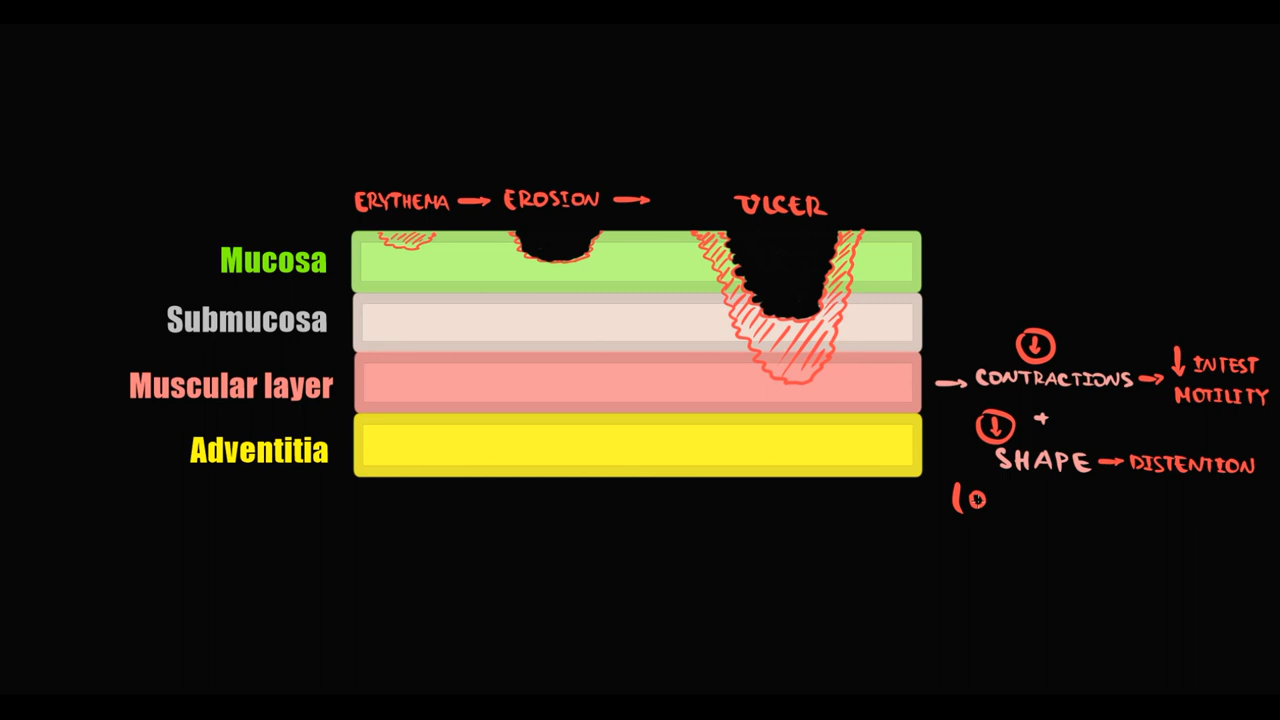 ERYTHEMA → EROSION → ULCER
Mucosa
Submucosa
Muscular layer
Adventitia
↓
→ CONTRACTIONS → ↓ INTEST
MOTILITY
↓ +
SHAPE → DISTENTION
(O